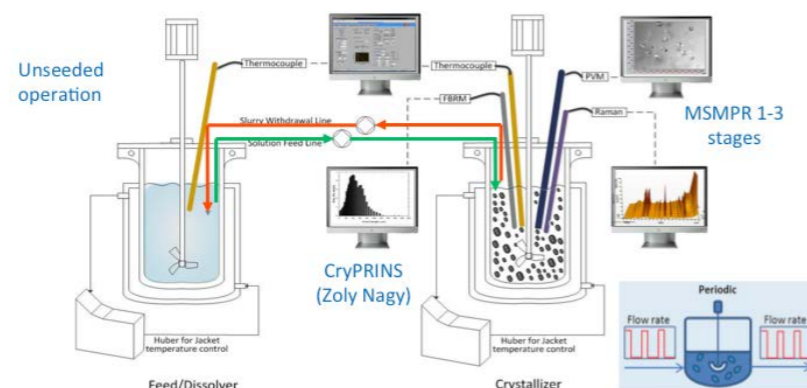 Unseeded
operation
Thermocouple
Thermocouple
PVM
FBRM
Raman
MSMPR 1-3
stages
Slurry Withdrawal Line
Solution Feed Line
CryPRINS
(Zoly Nagy)
Huber for Jacket
temperature control
Huber for Jacket
temperature control
Periodic
Flow rate
Flow rate
Feed/Dissolver
Crystallizer